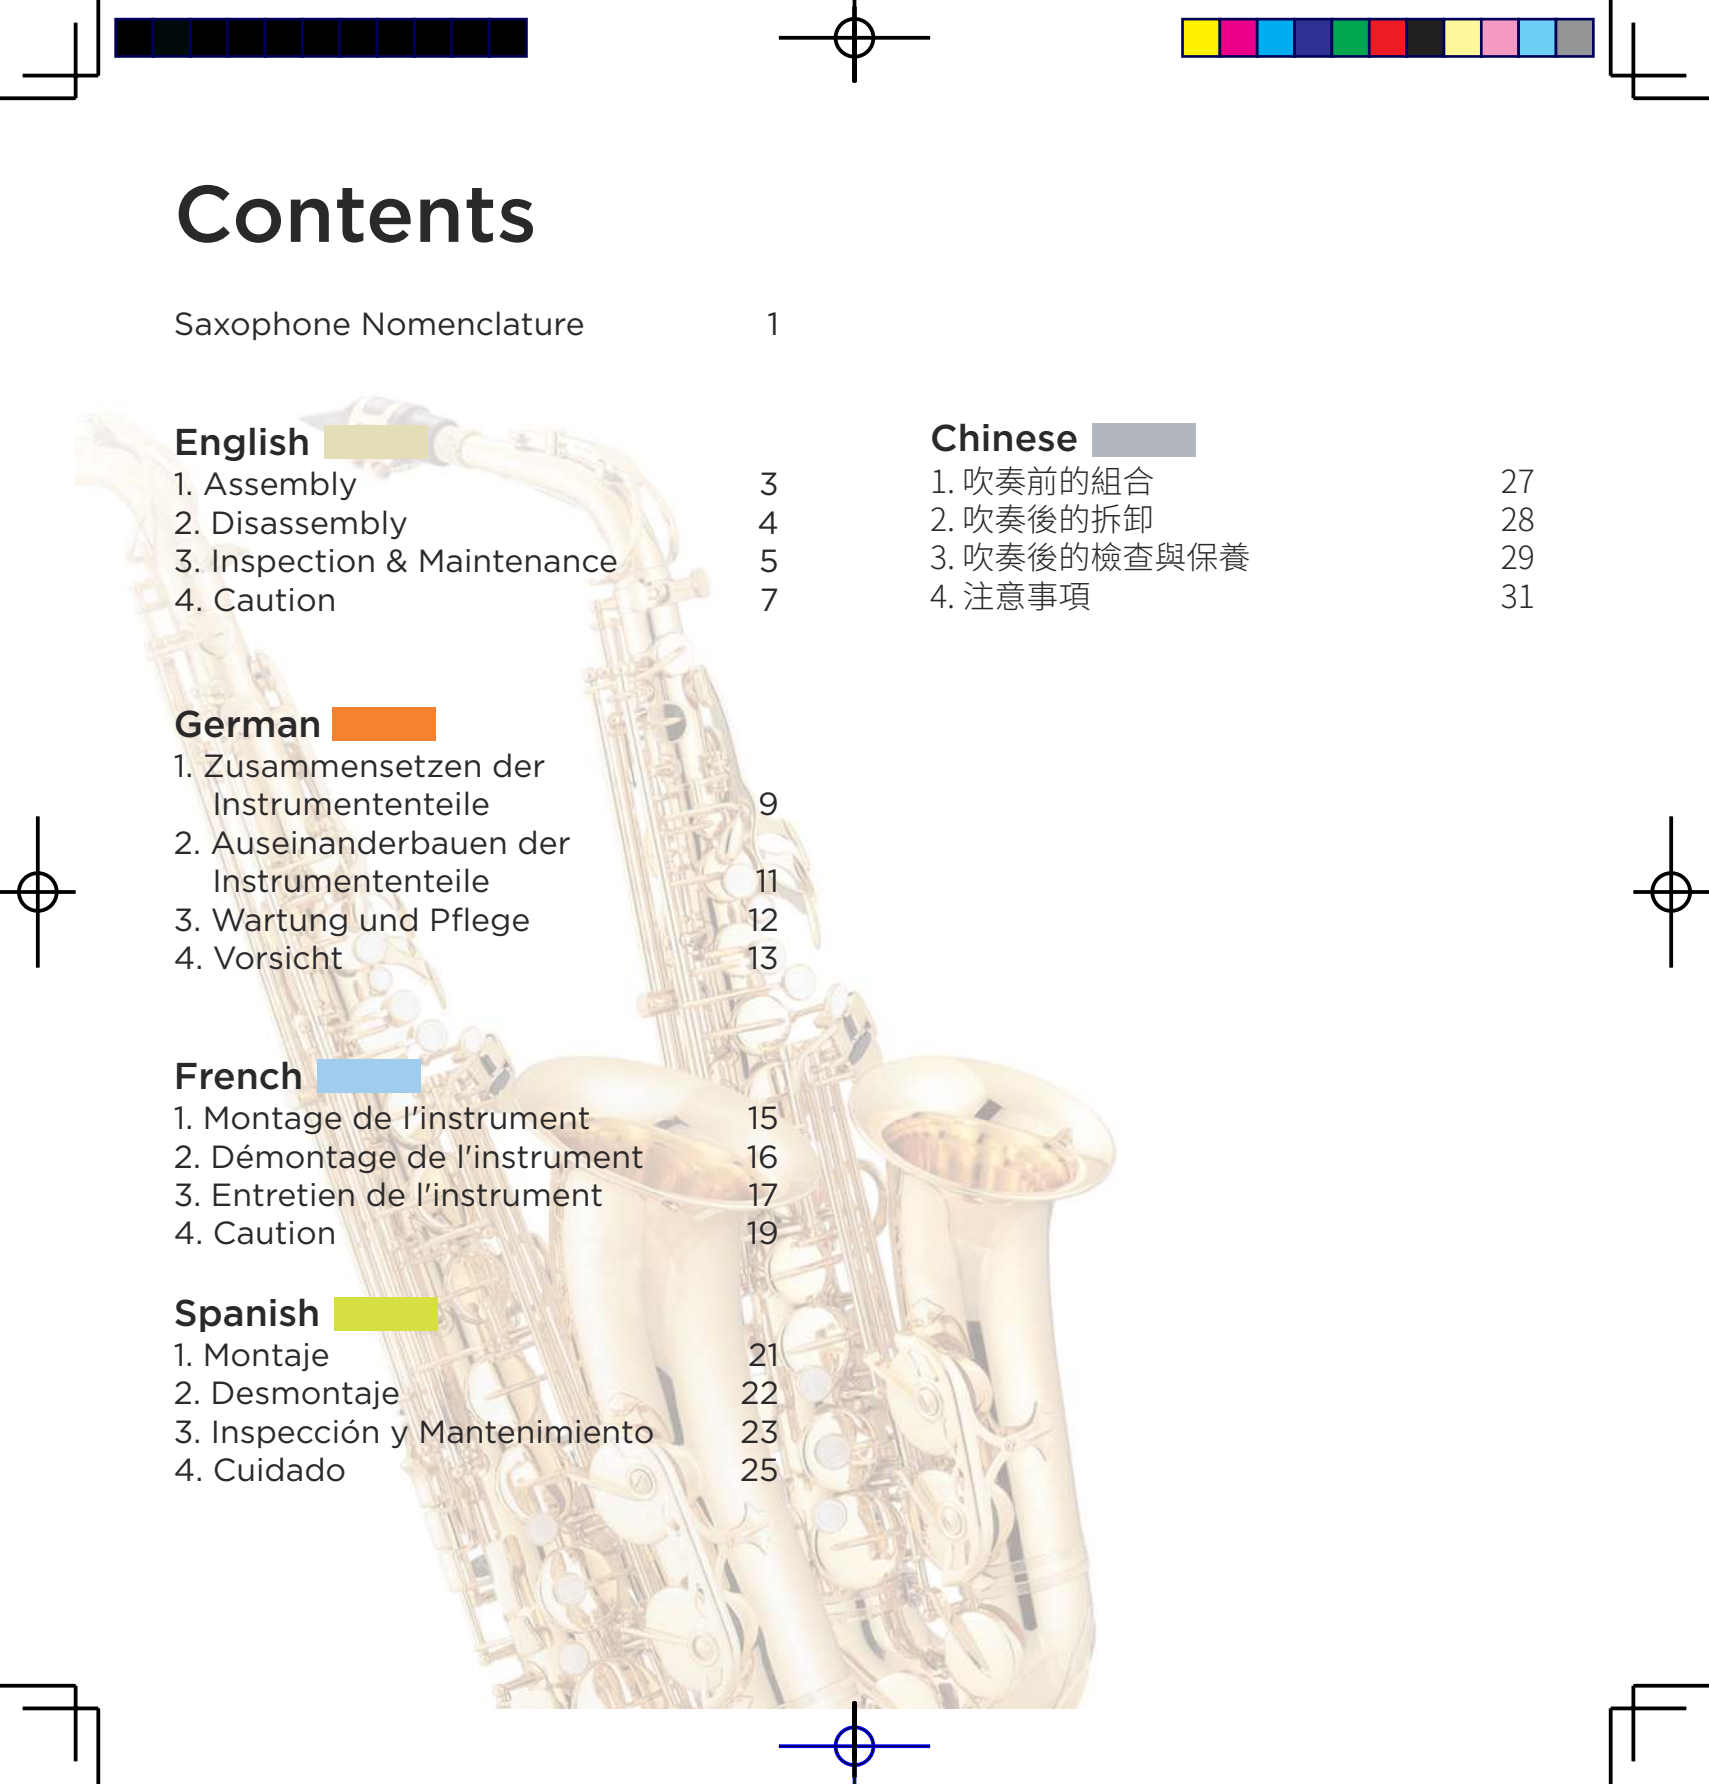 Contents
Saxophone Nomenclature 1
English
1. Assembly 3
2. Disassembly 4
3. Inspection & Maintenance 5
4. Caution 7
German
1. Zusammensetzen der
Instrumententeile 9
2. Auseinanderbauen der
Instrumententeile 11
3. Wartung und Pflege 12
4. Vorsicht 13
French
1. Montage de l'instrument 15
2. Démontage de l'instrument 16
3. Entretien de l'instrument 17
4. Caution 19
Spanish
1. Montaje 21
2. Desmontaje 22
3. Inspección y Mantenimiento 23
4. Cuidado 25
Chinese
1. 吹奏前的組合 27
2. 吹奏後的拆卸 28
3. 吹奏後的檢查與保養 29
4. 注意事項 31